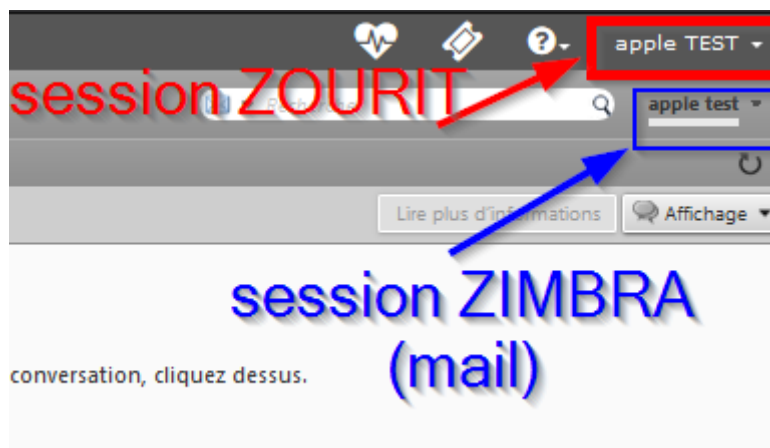 apple TEST
session ZOURIT
apple test
Lire plus d'informations
Affichage
session ZIMBRA
(mail)
conversation, cliquez dessus.